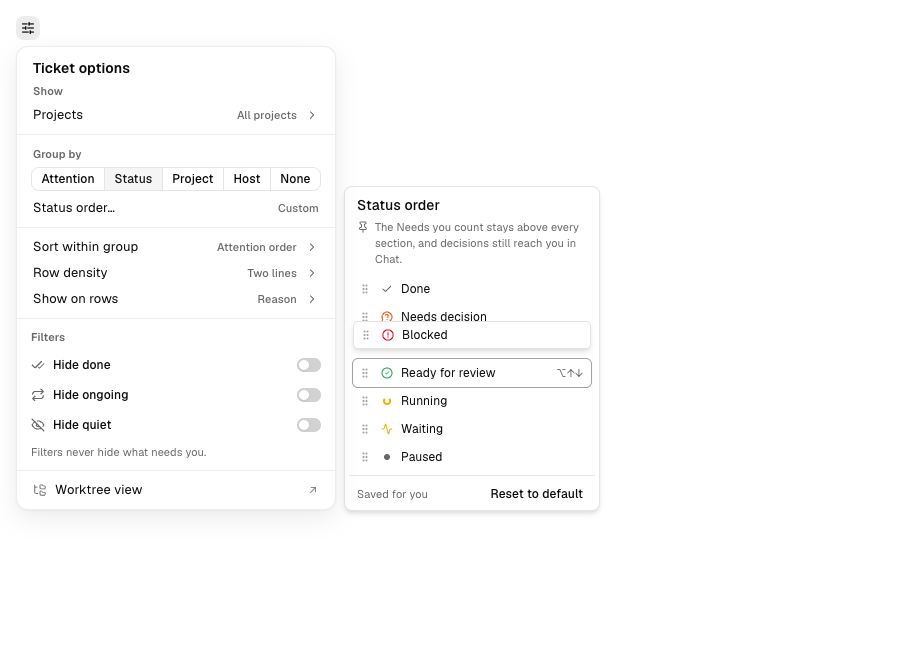 Ticket options
Show
Projects All projects
Group by
Attention Status Project Host None
Status order… Custom
Sort within group Attention order
Row density Two lines
Show on rows Reason
Filters
Hide done
Hide ongoing
Hide quiet
Filters never hide what needs you.
Worktree view
Status order
The Needs you count stays above every
section, and decisions still reach you in
Chat.
Done
Needs decision
Blocked
Ready for review ⌥↑↓
Running
Waiting
Paused
Saved for you Reset to default